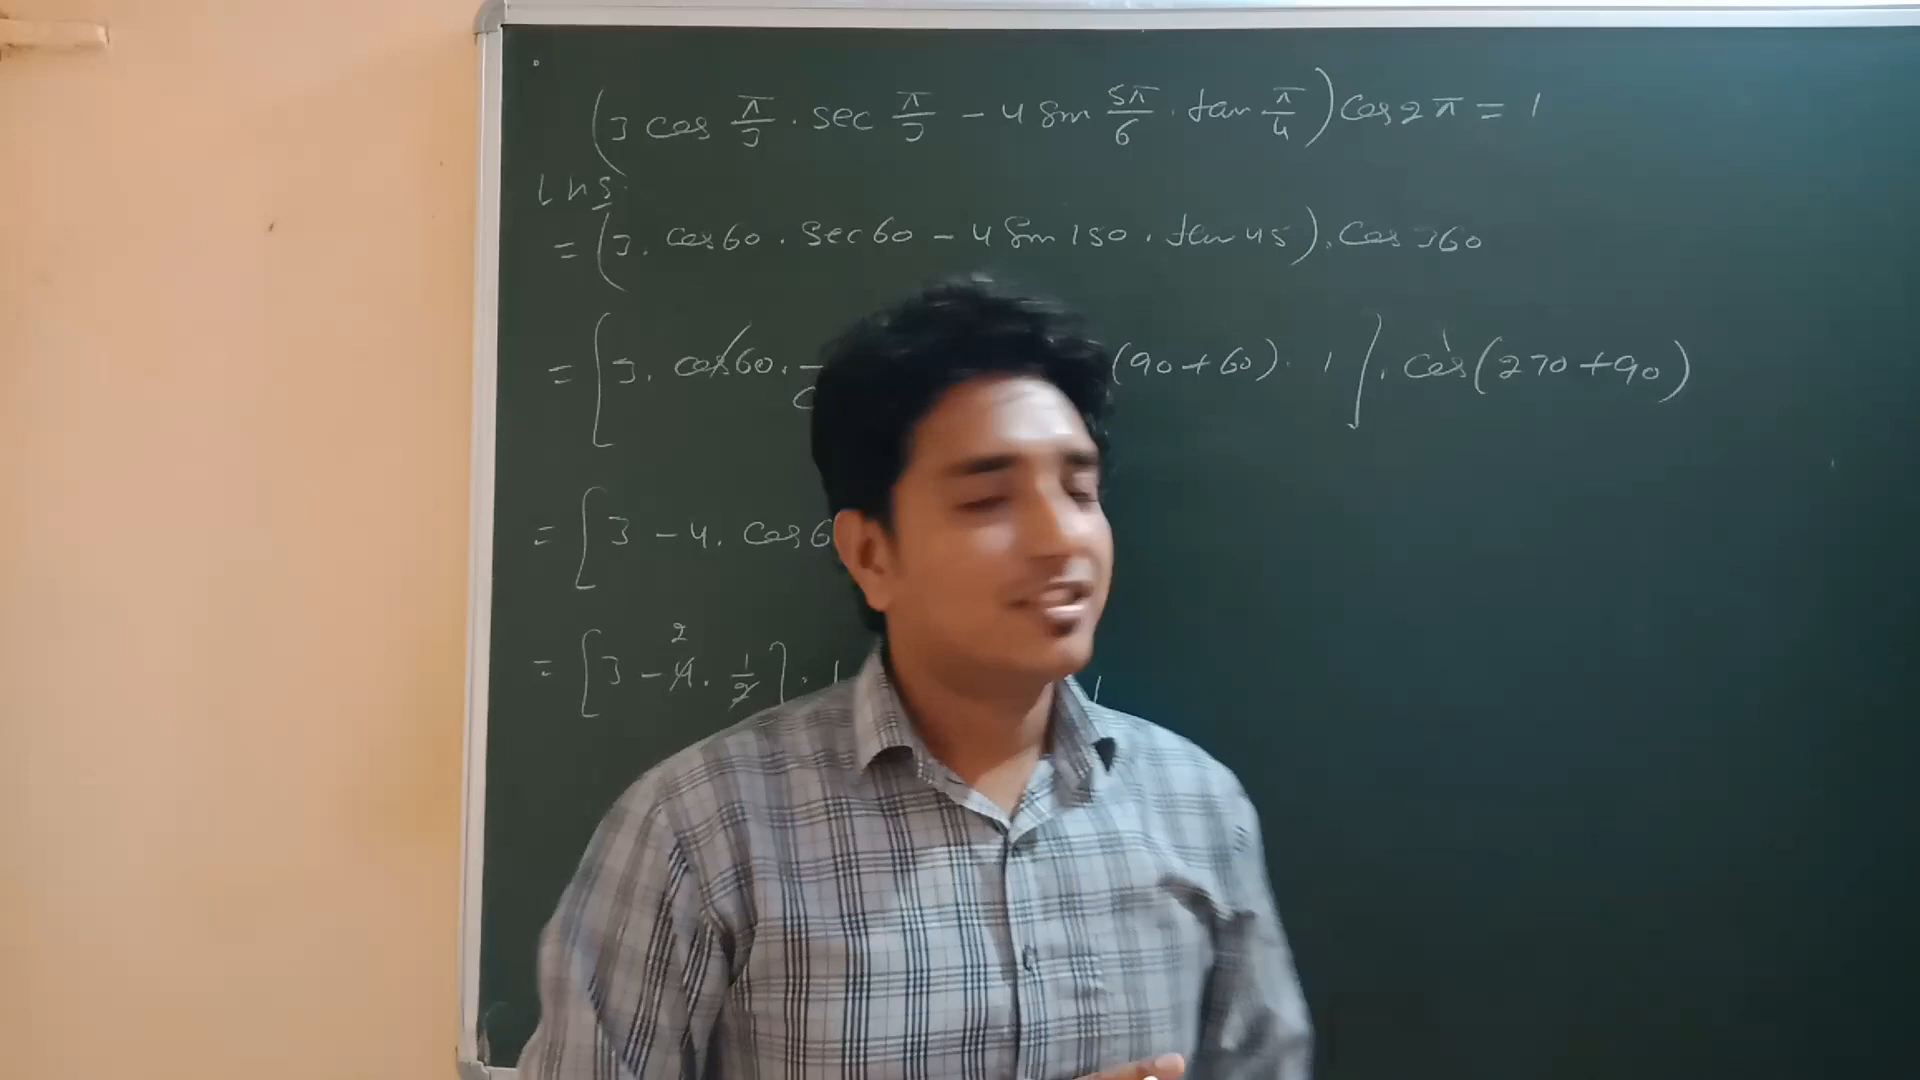 (3 cos π/3 · sec π/3 - 4 sin 5π/6 · tan π/4) cos 2π = 1
LHS
= (3 · cos 60 · sec 60 - 4 sin 150 · tan 45) · cos 360
= [3 · cos 60 · (90 + 60) · 1] · cos (270 + 90)
= [3 - 4 · cos 6
= [3 - 4 · 1/2] · 1